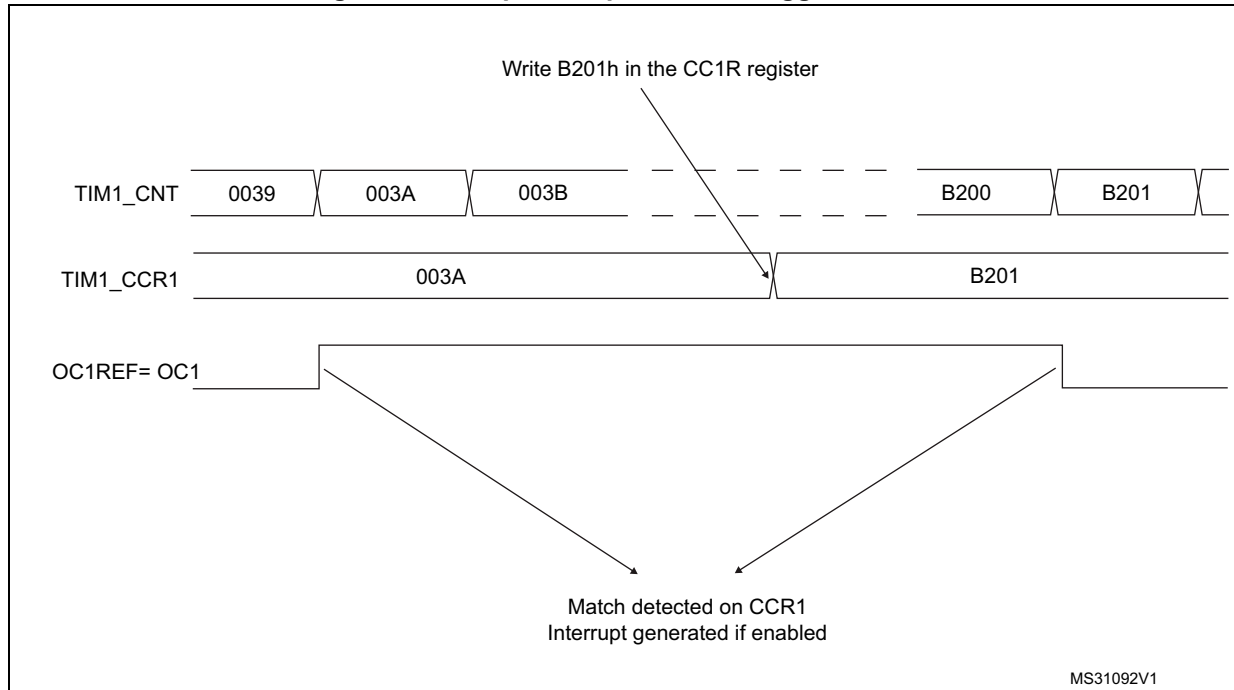 Write B201h in the CC1R register
TIM1_CNT 0039 003A 003B B200 B201
TIM1_CCR1 003A B201
OC1REF= OC1
Match detected on CCR1
Interrupt generated if enabled
MS31092V1